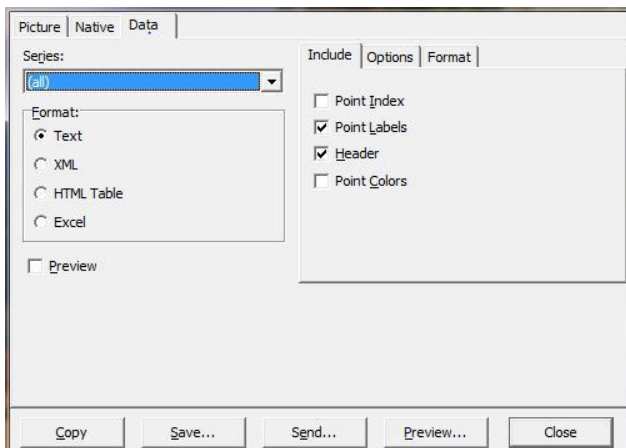 Picture Native Data
Series:
(all)
Format:
Text
XML
HTML Table
Excel
Preview
Include Options Format
Point Index
Point Labels
Header
Point Colors
Copy Save... Send... Preview... Close